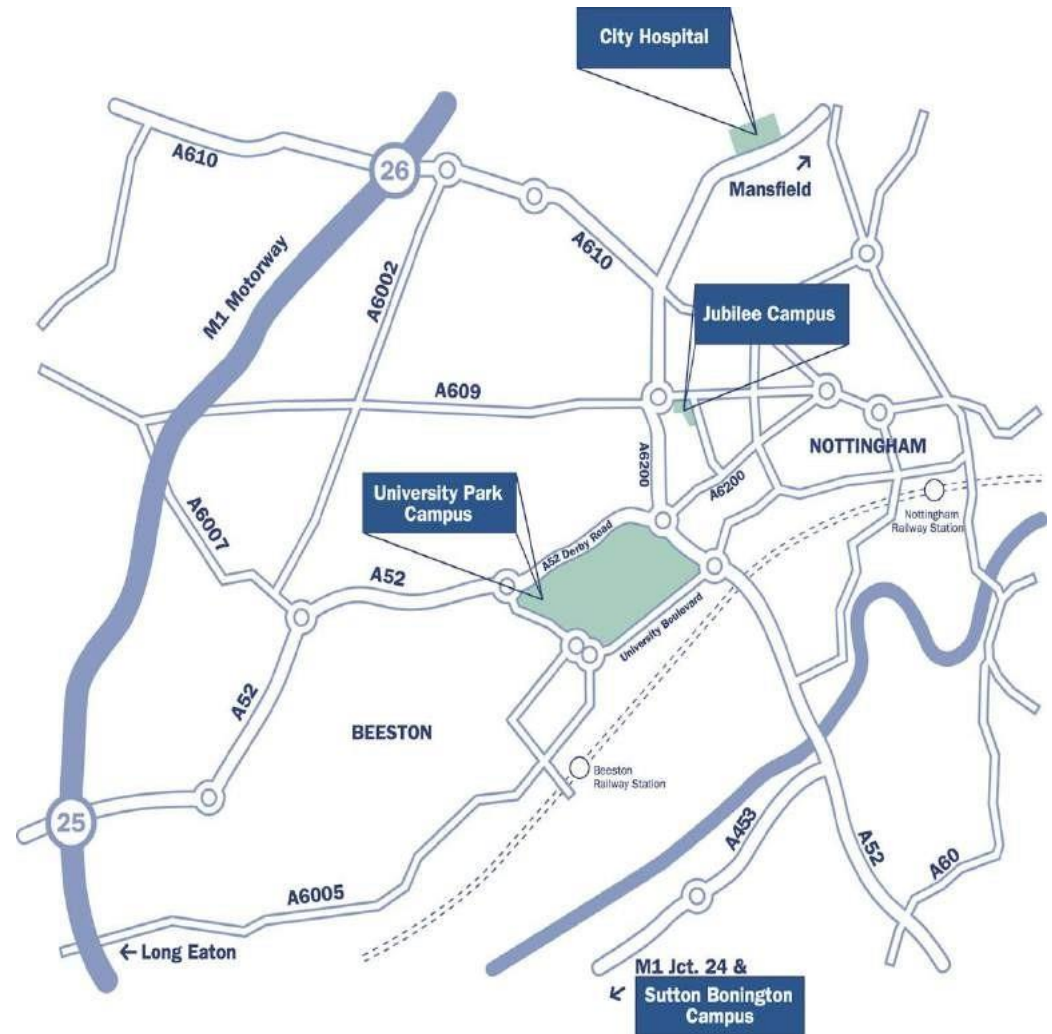 City Hospital
A610
26
Mansfield
M1 Motorway
A6002
A610
Jubilee Campus
A609
A6200
NOTTINGHAM
University Park
Campus
A6200
Nottingham
Railway Station
A6007
A52 Derby Road
A52
University Boulevard
A52
BEESTON
Beeston
Railway Station
25
A453
A52
A60
A6005
Long Eaton
M1 Jct. 24 &
Sutton Bonington
Campus